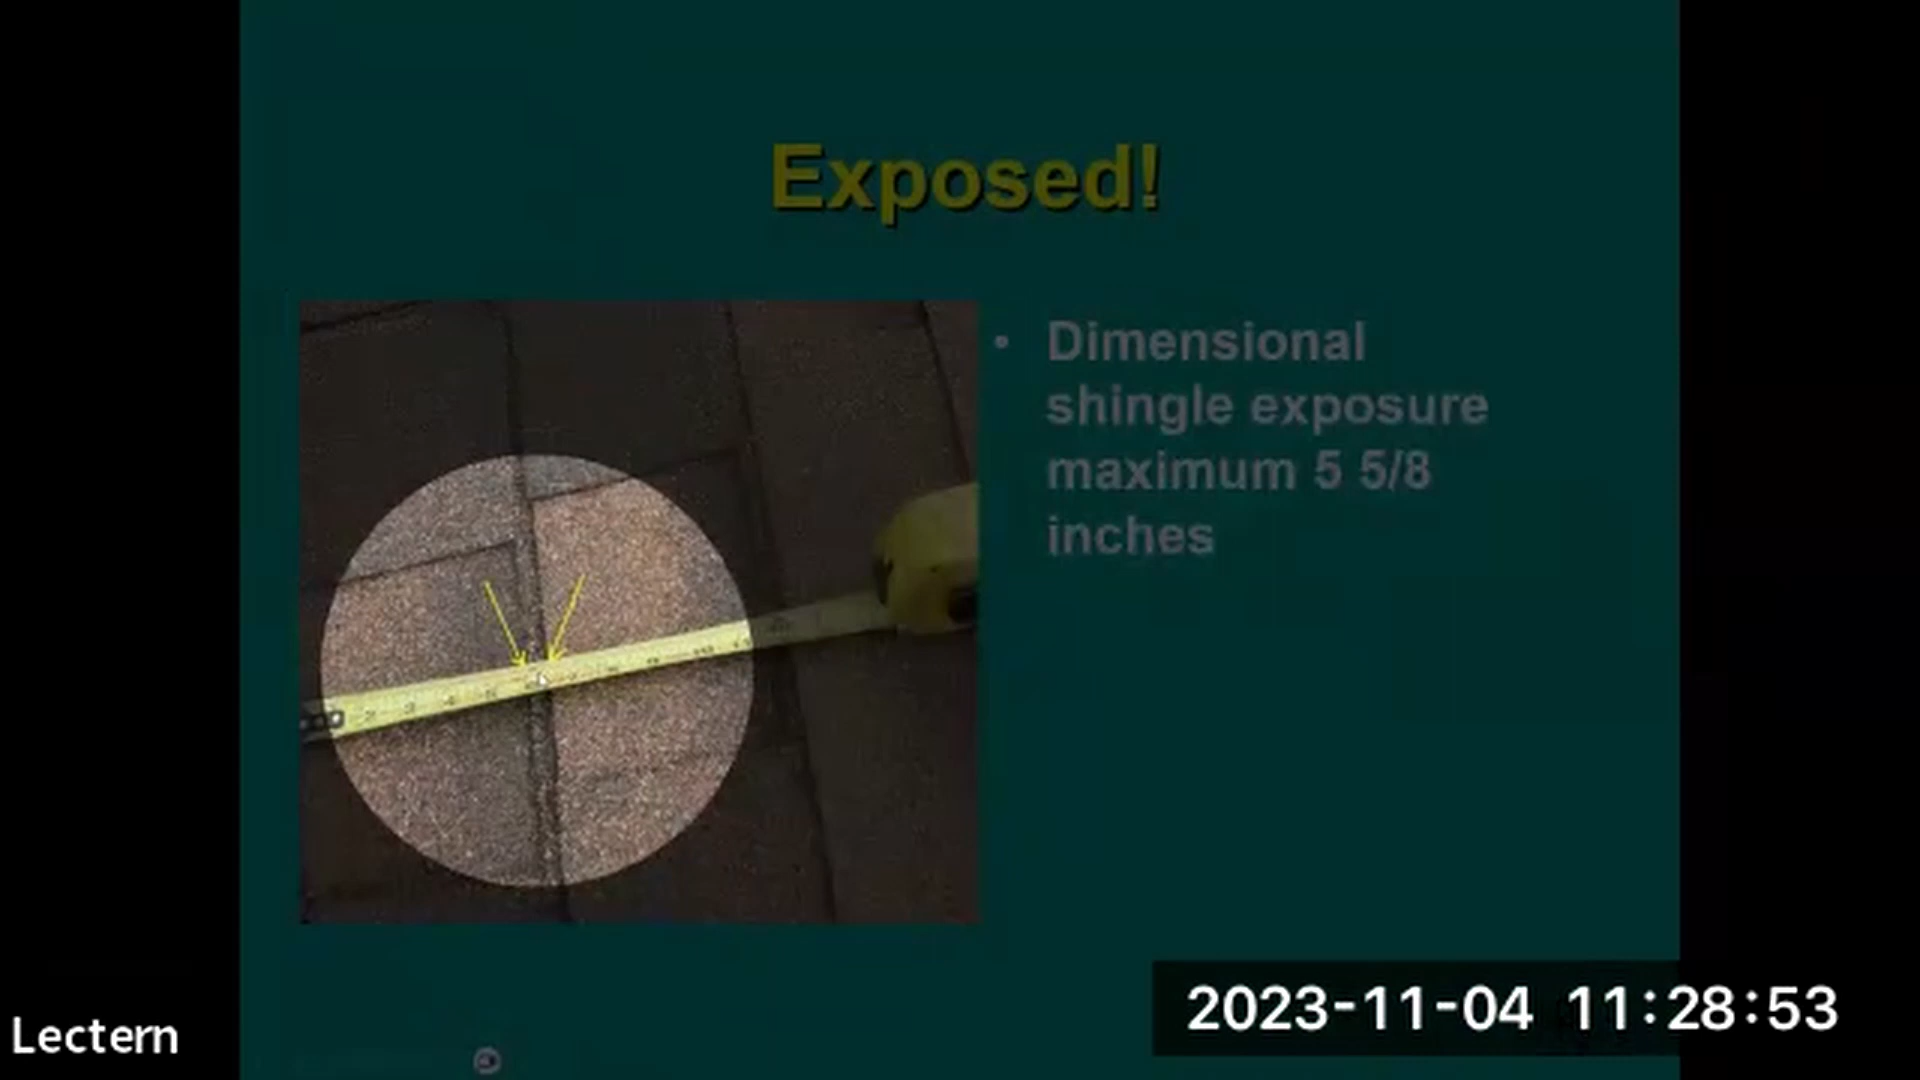 Exposed!
• Dimensional
shingle exposure
maximum 5 5/8
inches
2023-11-04 11:28:53
Lectern